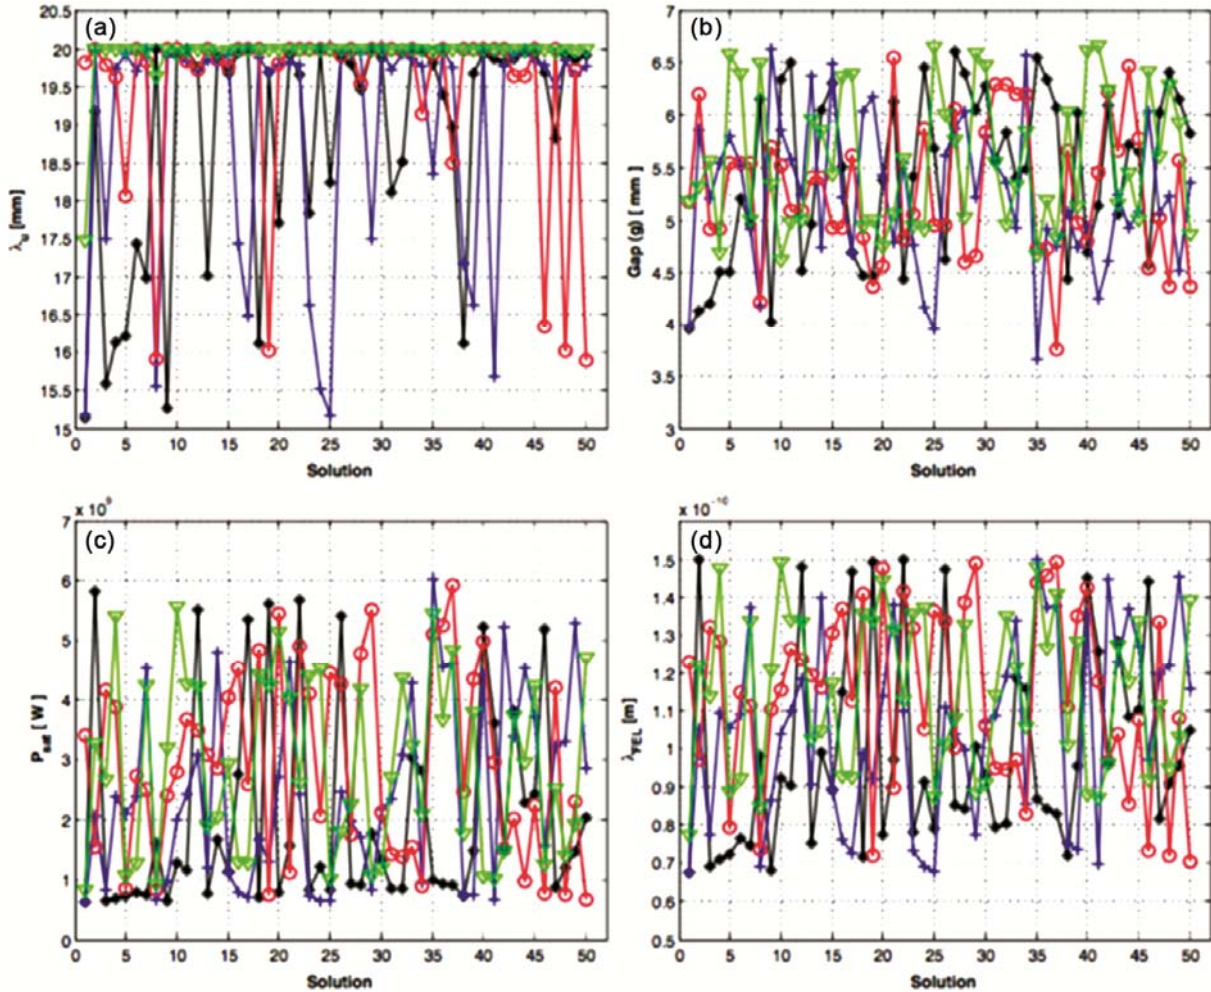 (a)
20.5
20
19.5
19
18.5
18
17.5
17
16.5
16
15.5
15
λu [mm]
0 5 10 15 20 25 30 35 40 45 50
Solution
(b)
7
6.5
6
5.5
5
4.5
4
3.5
3
Gap (g) [ mm ]
0 5 10 15 20 25 30 35 40 45 50
Solution
x 10⁹
(c)
7
6
5
4
3
2
1
0
Psat [ W ]
0 5 10 15 20 25 30 35 40 45 50
Solution
x 10⁻¹⁰
(d)
1.5
1.4
1.3
1.2
1.1
1
0.9
0.8
0.7
0.6
0.5
λFEL [m]
0 5 10 15 20 25 30 35 40 45 50
Solution